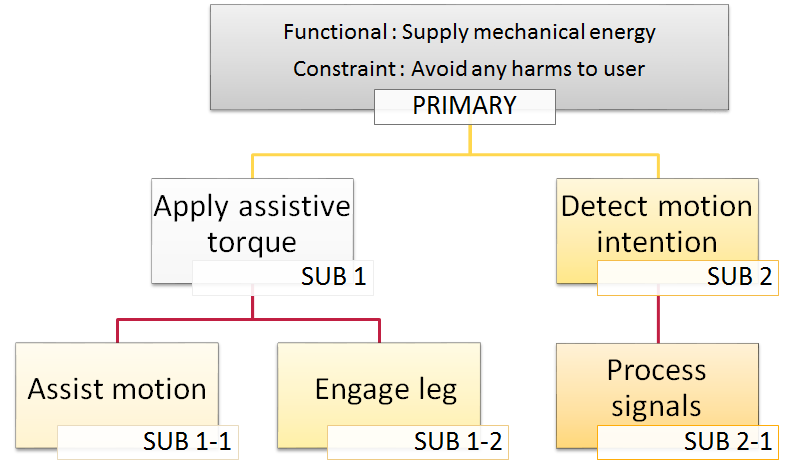 Functional : Supply mechanical energy
Constraint : Avoid any harms to user
PRIMARY
Apply assistive
torque
SUB 1
Detect motion
intention
SUB 2
Assist motion
SUB 1-1
Engage leg
SUB 1-2
Process
signals
SUB 2-1